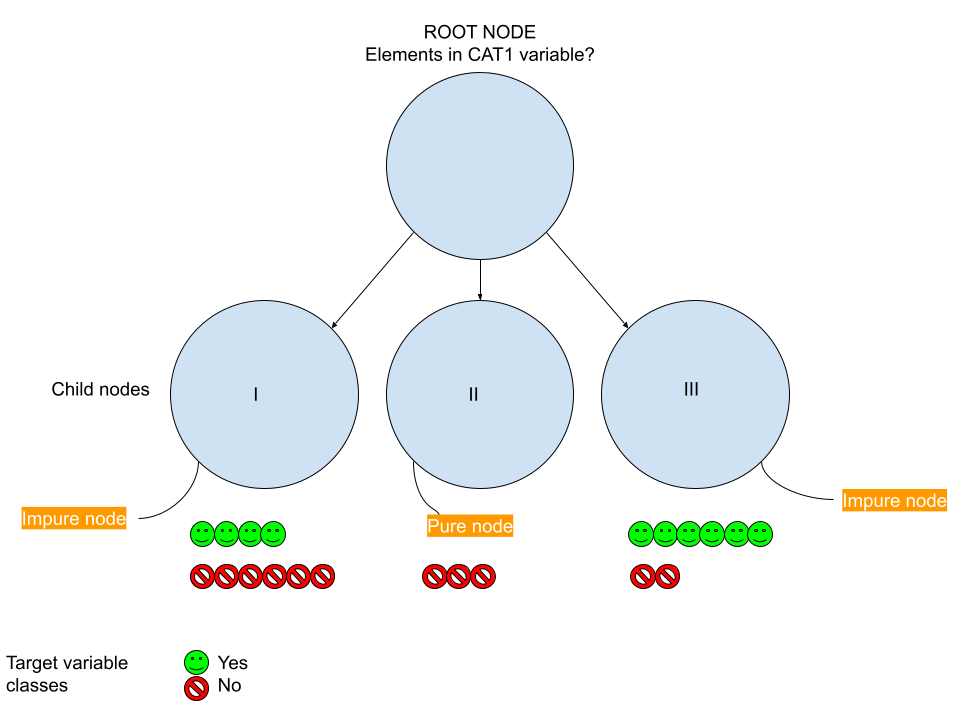 ROOT NODE
Elements in CAT1 variable?
Child nodes
I
II
III
Impure node
Pure node
Impure node
Target variable
classes
Yes
No